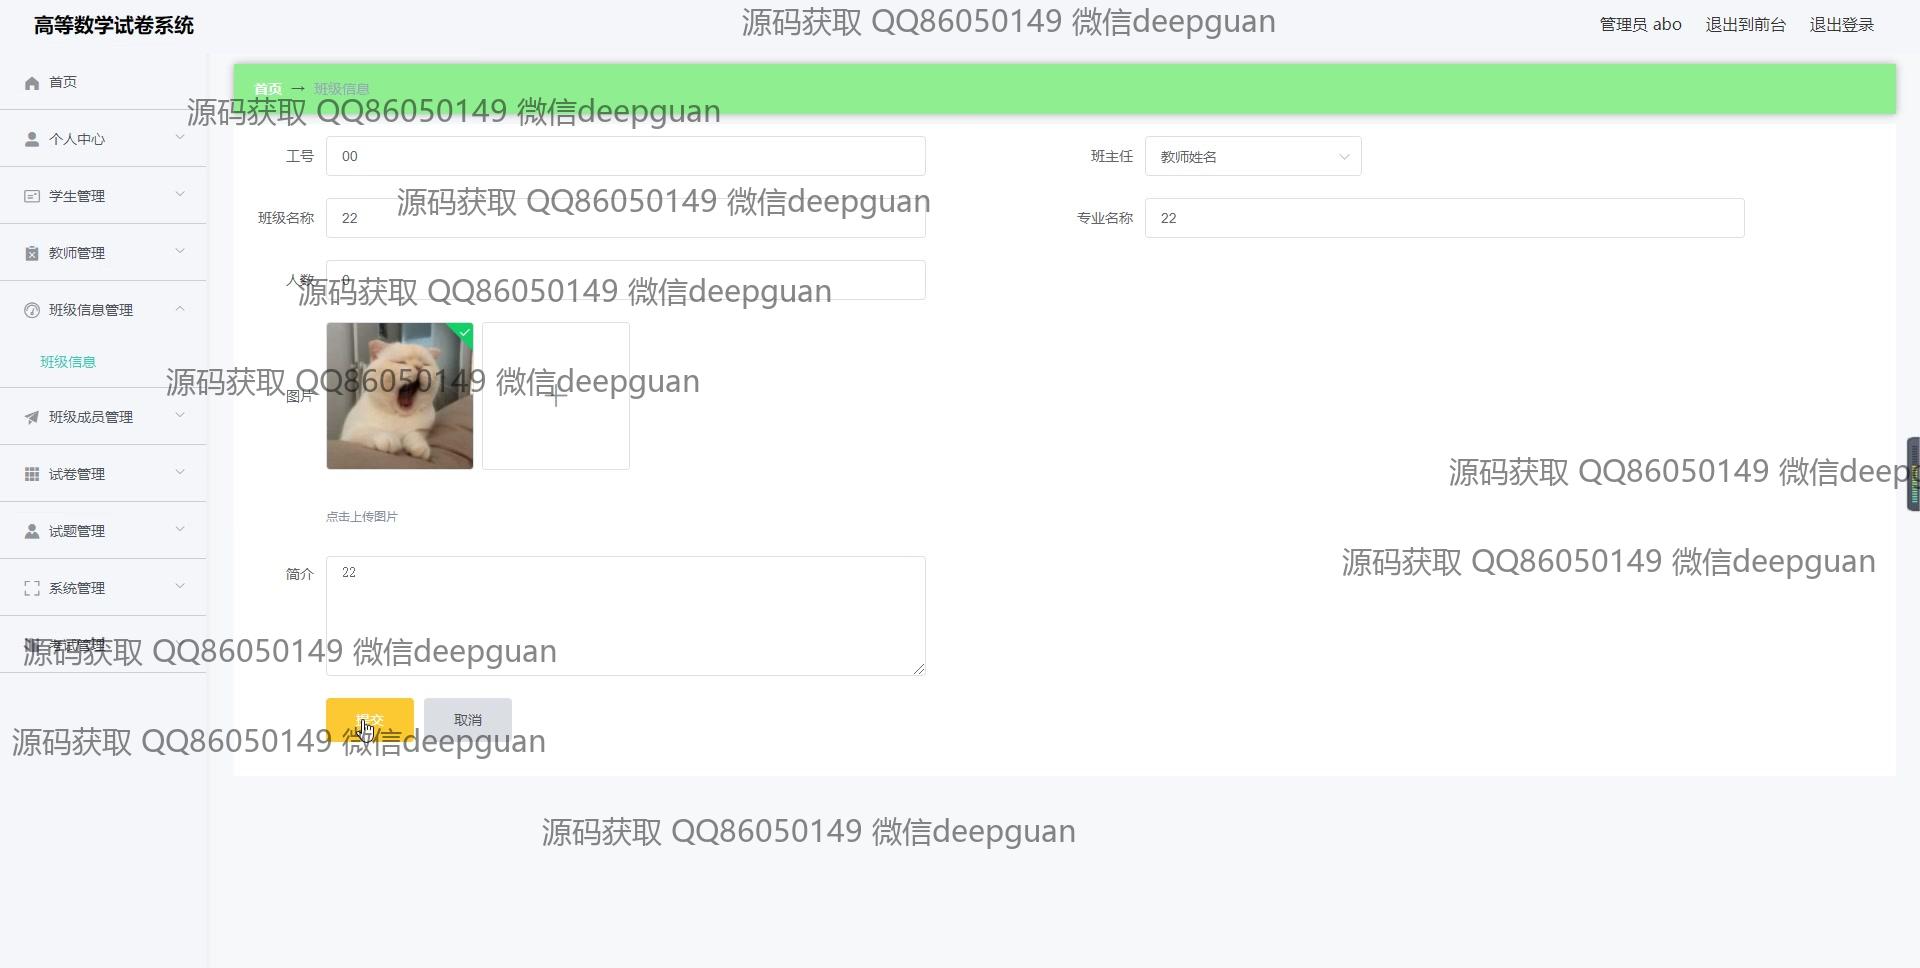 高等数学试卷系统
源码获取 QQ86050149 微信deepguan
管理员 abo
退出到前台
退出登录
首页
个人中心
学生管理
教师管理
班级信息管理
班级信息
班级成员管理
试卷管理
试题管理
系统管理
考试管理
首页 → 班级信息
源码获取 QQ86050149 微信deepguan
工号 00
班主任 教师姓名
源码获取 QQ86050149 微信deepguan
班级名称 22
专业名称 22
人数 0
源码获取 QQ86050149 微信deepguan
源码获取 QQ86050149 微信deepguan
图片
源码获取 QQ86050149 微信deep
点击上传图片
源码获取 QQ86050149 微信deepguan
简介 22
源码获取 QQ86050149 微信deepguan
提交
取消
源码获取 QQ86050149 微信deepguan
源码获取 QQ86050149 微信deepguan